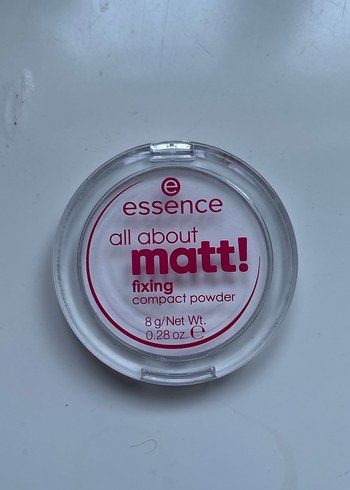 e
essence
all about
matt!
fixing
compact powder
8 g/Net Wt.
0.28 oz. ℮